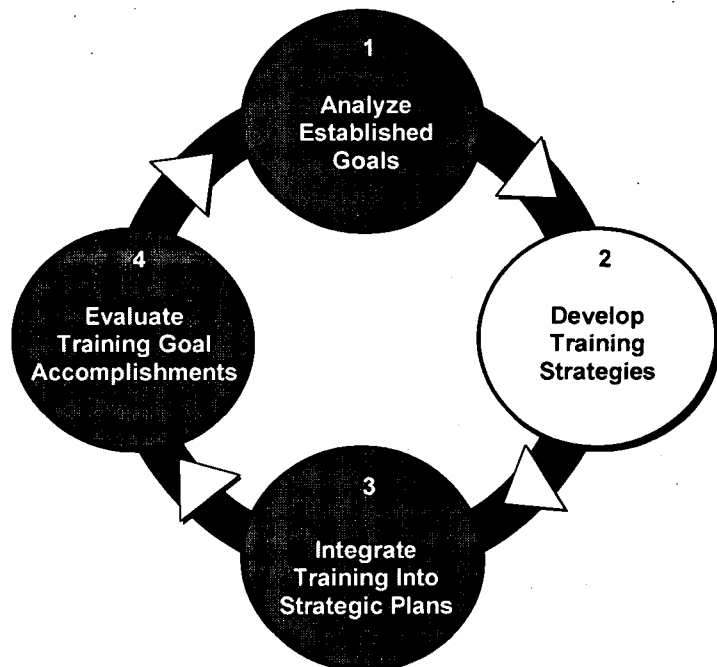 1
Analyze
Established
Goals
2
Develop
Training
Strategies
3
Integrate
Training Into
Strategic Plans
4
Evaluate
Training Goal
Accomplishments